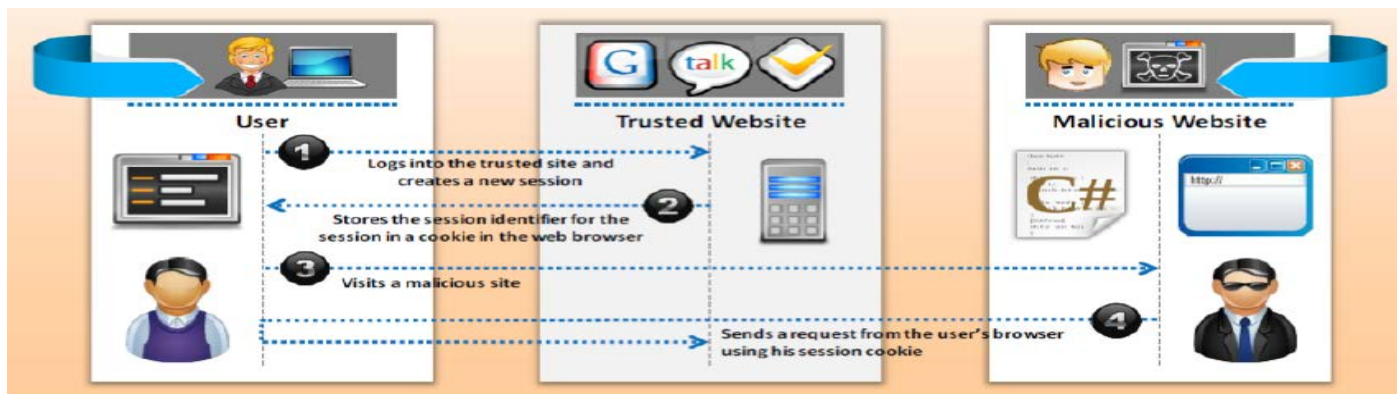 G
talk
User
Trusted Website
Malicious Website
1
Logs into the trusted site and
creates a new session
2
Stores the session identifier for the
session in a cookie in the web browser
C#
http://
3
Visits a malicious site
4
Sends a request from the user's browser
using his session cookie